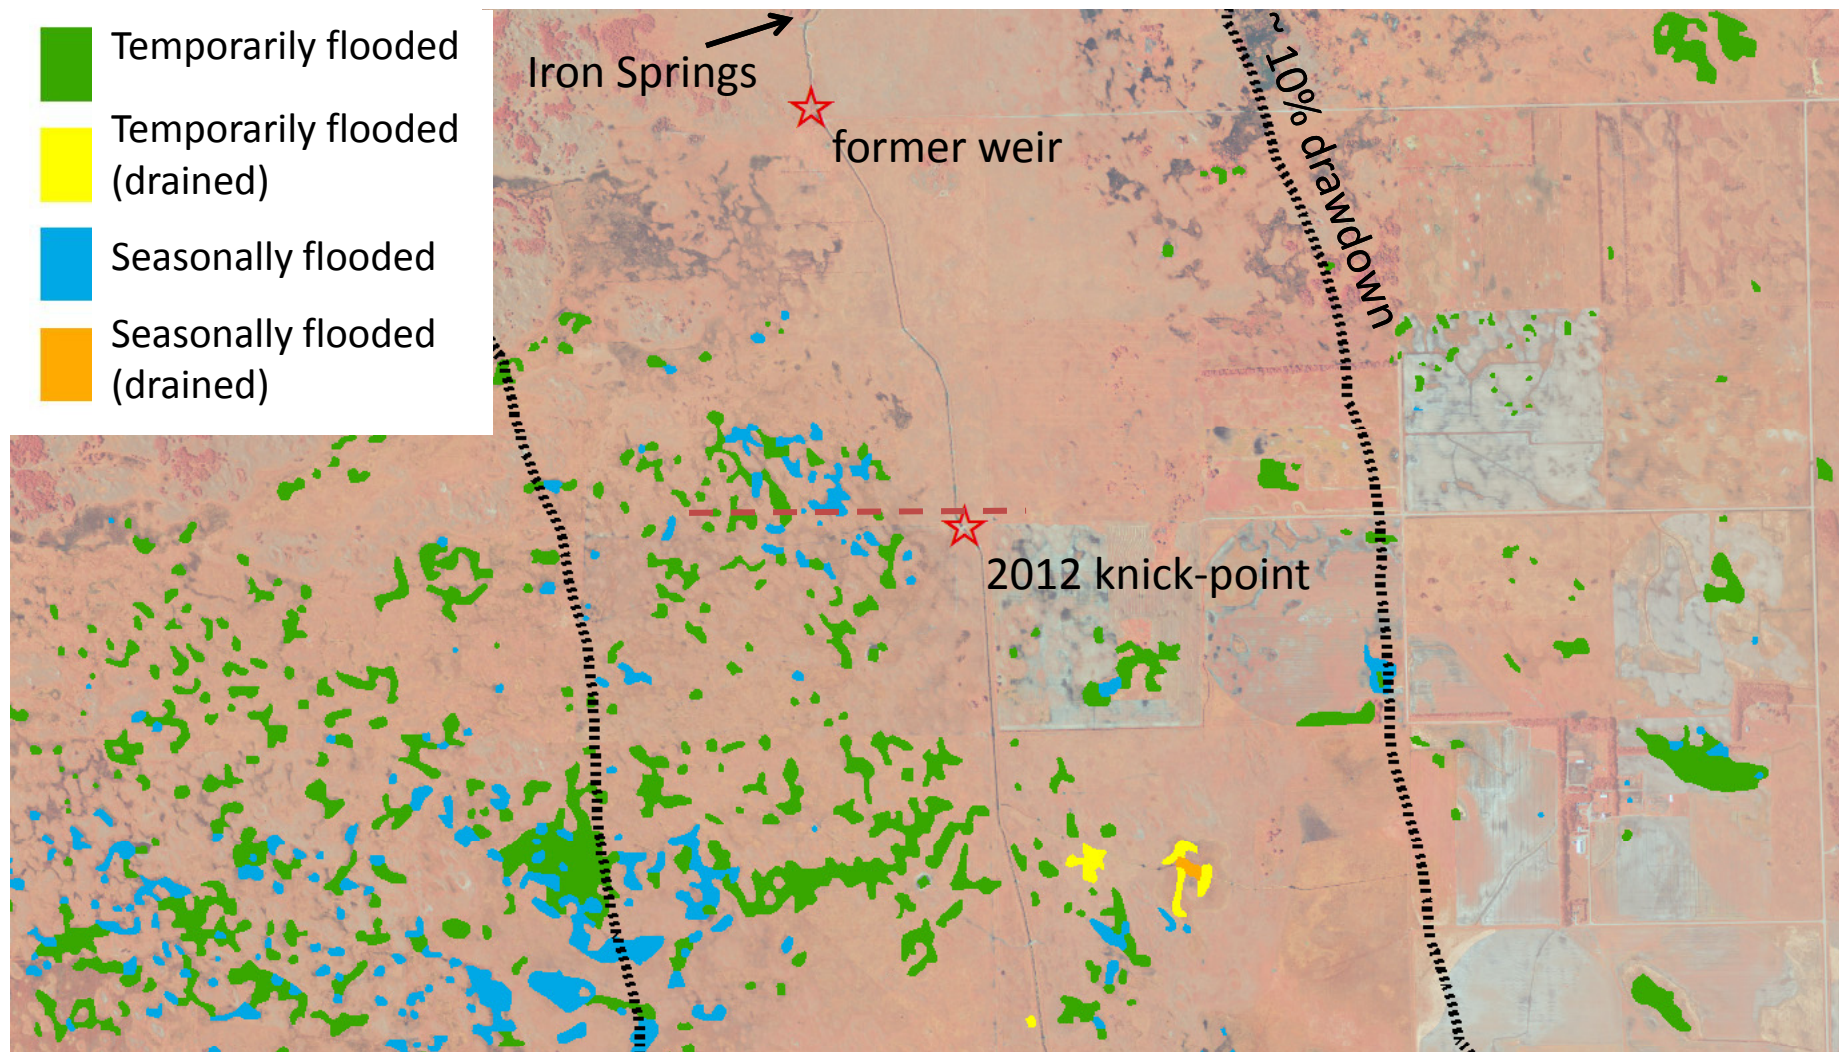 Temporarily flooded
Temporarily flooded
(drained)
Seasonally flooded
Seasonally flooded
(drained)
Iron Springs
former weir
~ 10% drawdown
2012 knick-point